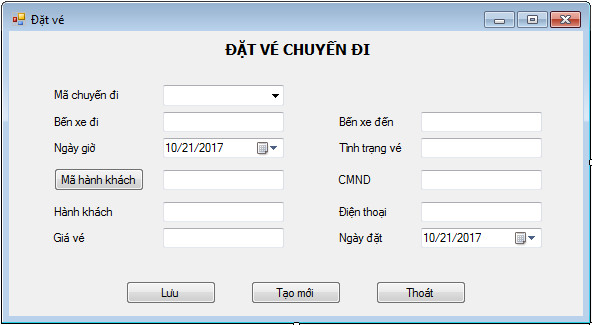 Đặt vé
ĐẶT VÉ CHUYẾN ĐI
Mã chuyến đi
Bến xe đi
Bến xe đến
Ngày giờ 10/21/2017
Tình trạng vé
Mã hành khách
CMND
Hành khách
Điện thoại
Giá vé
Ngày đặt 10/21/2017
Lưu
Tạo mới
Thoát